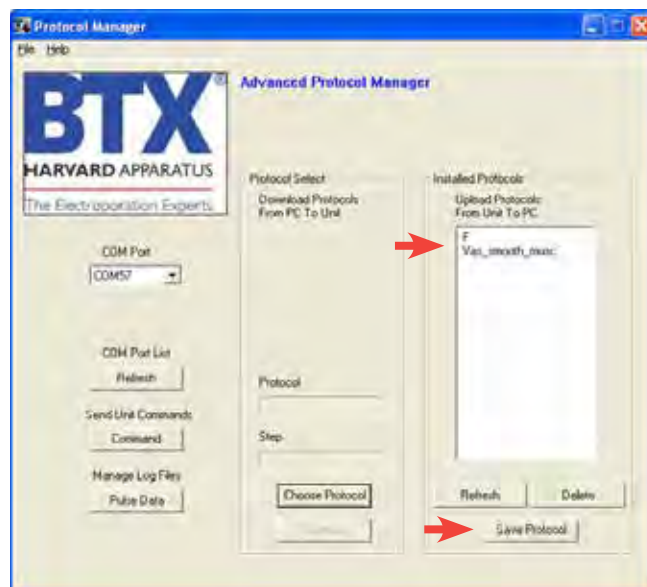 Protocol Manager
File Help
BTX®
HARVARD APPARATUS
The Electroporation Experts
Advanced Protocol Manager
COM Port
COM57
COM Port List
Refresh
Send Unit Commands
Command
Manage Log Files
Pulse Data
Protocol Select
Download Protocols
From PC To Unit
Protocol
Step
Choose Protocol
Installed Protocols
Upload Protocols
From Unit To PC
F
Vas_smooth_musc
Refresh Delete
Save Protocol